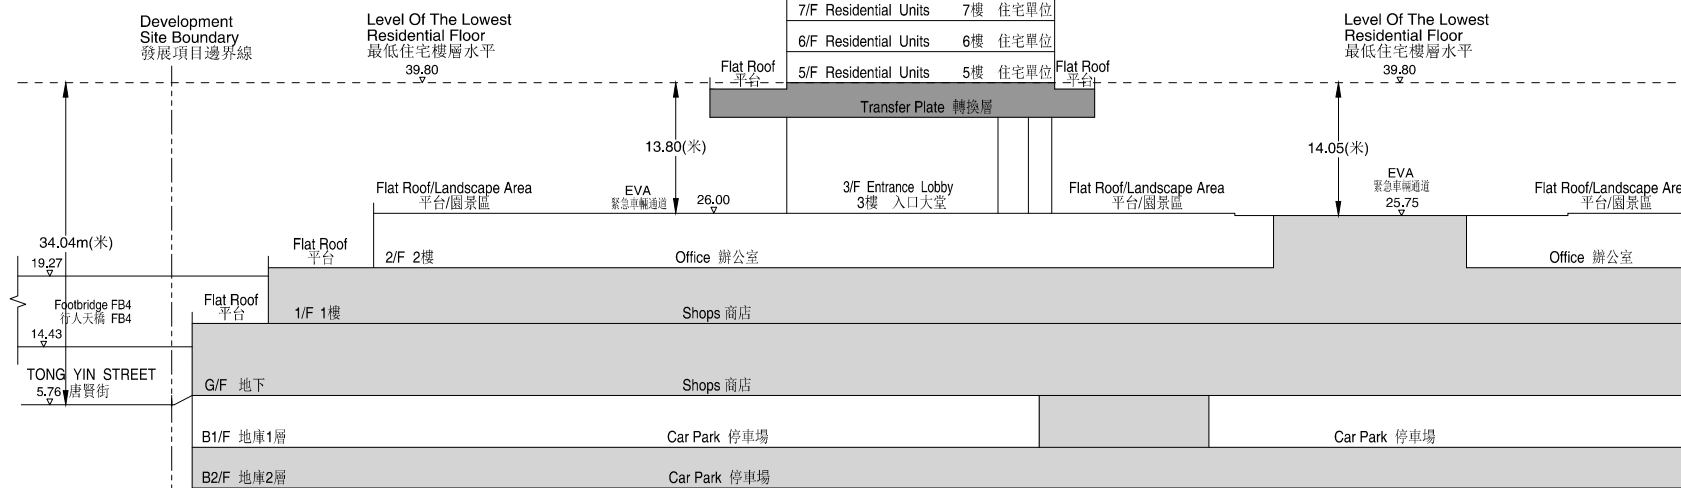 7/F Residential Units 7樓 住宅單位
Development
Site Boundary
發展項目邊界線
Level Of The Lowest
Residential Floor
最低住宅樓層水平
39.80
6/F Residential Units 6樓 住宅單位
Level Of The Lowest
Residential Floor
最低住宅樓層水平
39.80
Flat Roof
平台
5/F Residential Units 5樓 住宅單位
Flat Roof
平台
Transfer Plate 轉換層
13.80(米)
14.05(米)
Flat Roof/Landscape Area
平台/園景區
EVA
緊急車輛通道
26.00
3/F Entrance Lobby
3樓 入口大堂
Flat Roof/Landscape Area
平台/園景區
EVA
緊急車輛通道
25.75
Flat Roof/Landscape Are
平台/園景區
34.04m(米)
Flat Roof
平台
2/F 2樓
Office 辦公室
Office 辦公室
19.27
Footbridge FB4
行人天橋 FB4
Flat Roof
平台
1/F 1樓
Shops 商店
14.43
TONG YIN STREET
5.76 唐賢街
G/F 地下
Shops 商店
B1/F 地庫1層
Car Park 停車場
Car Park 停車場
B2/F 地庫2層
Car Park 停車場